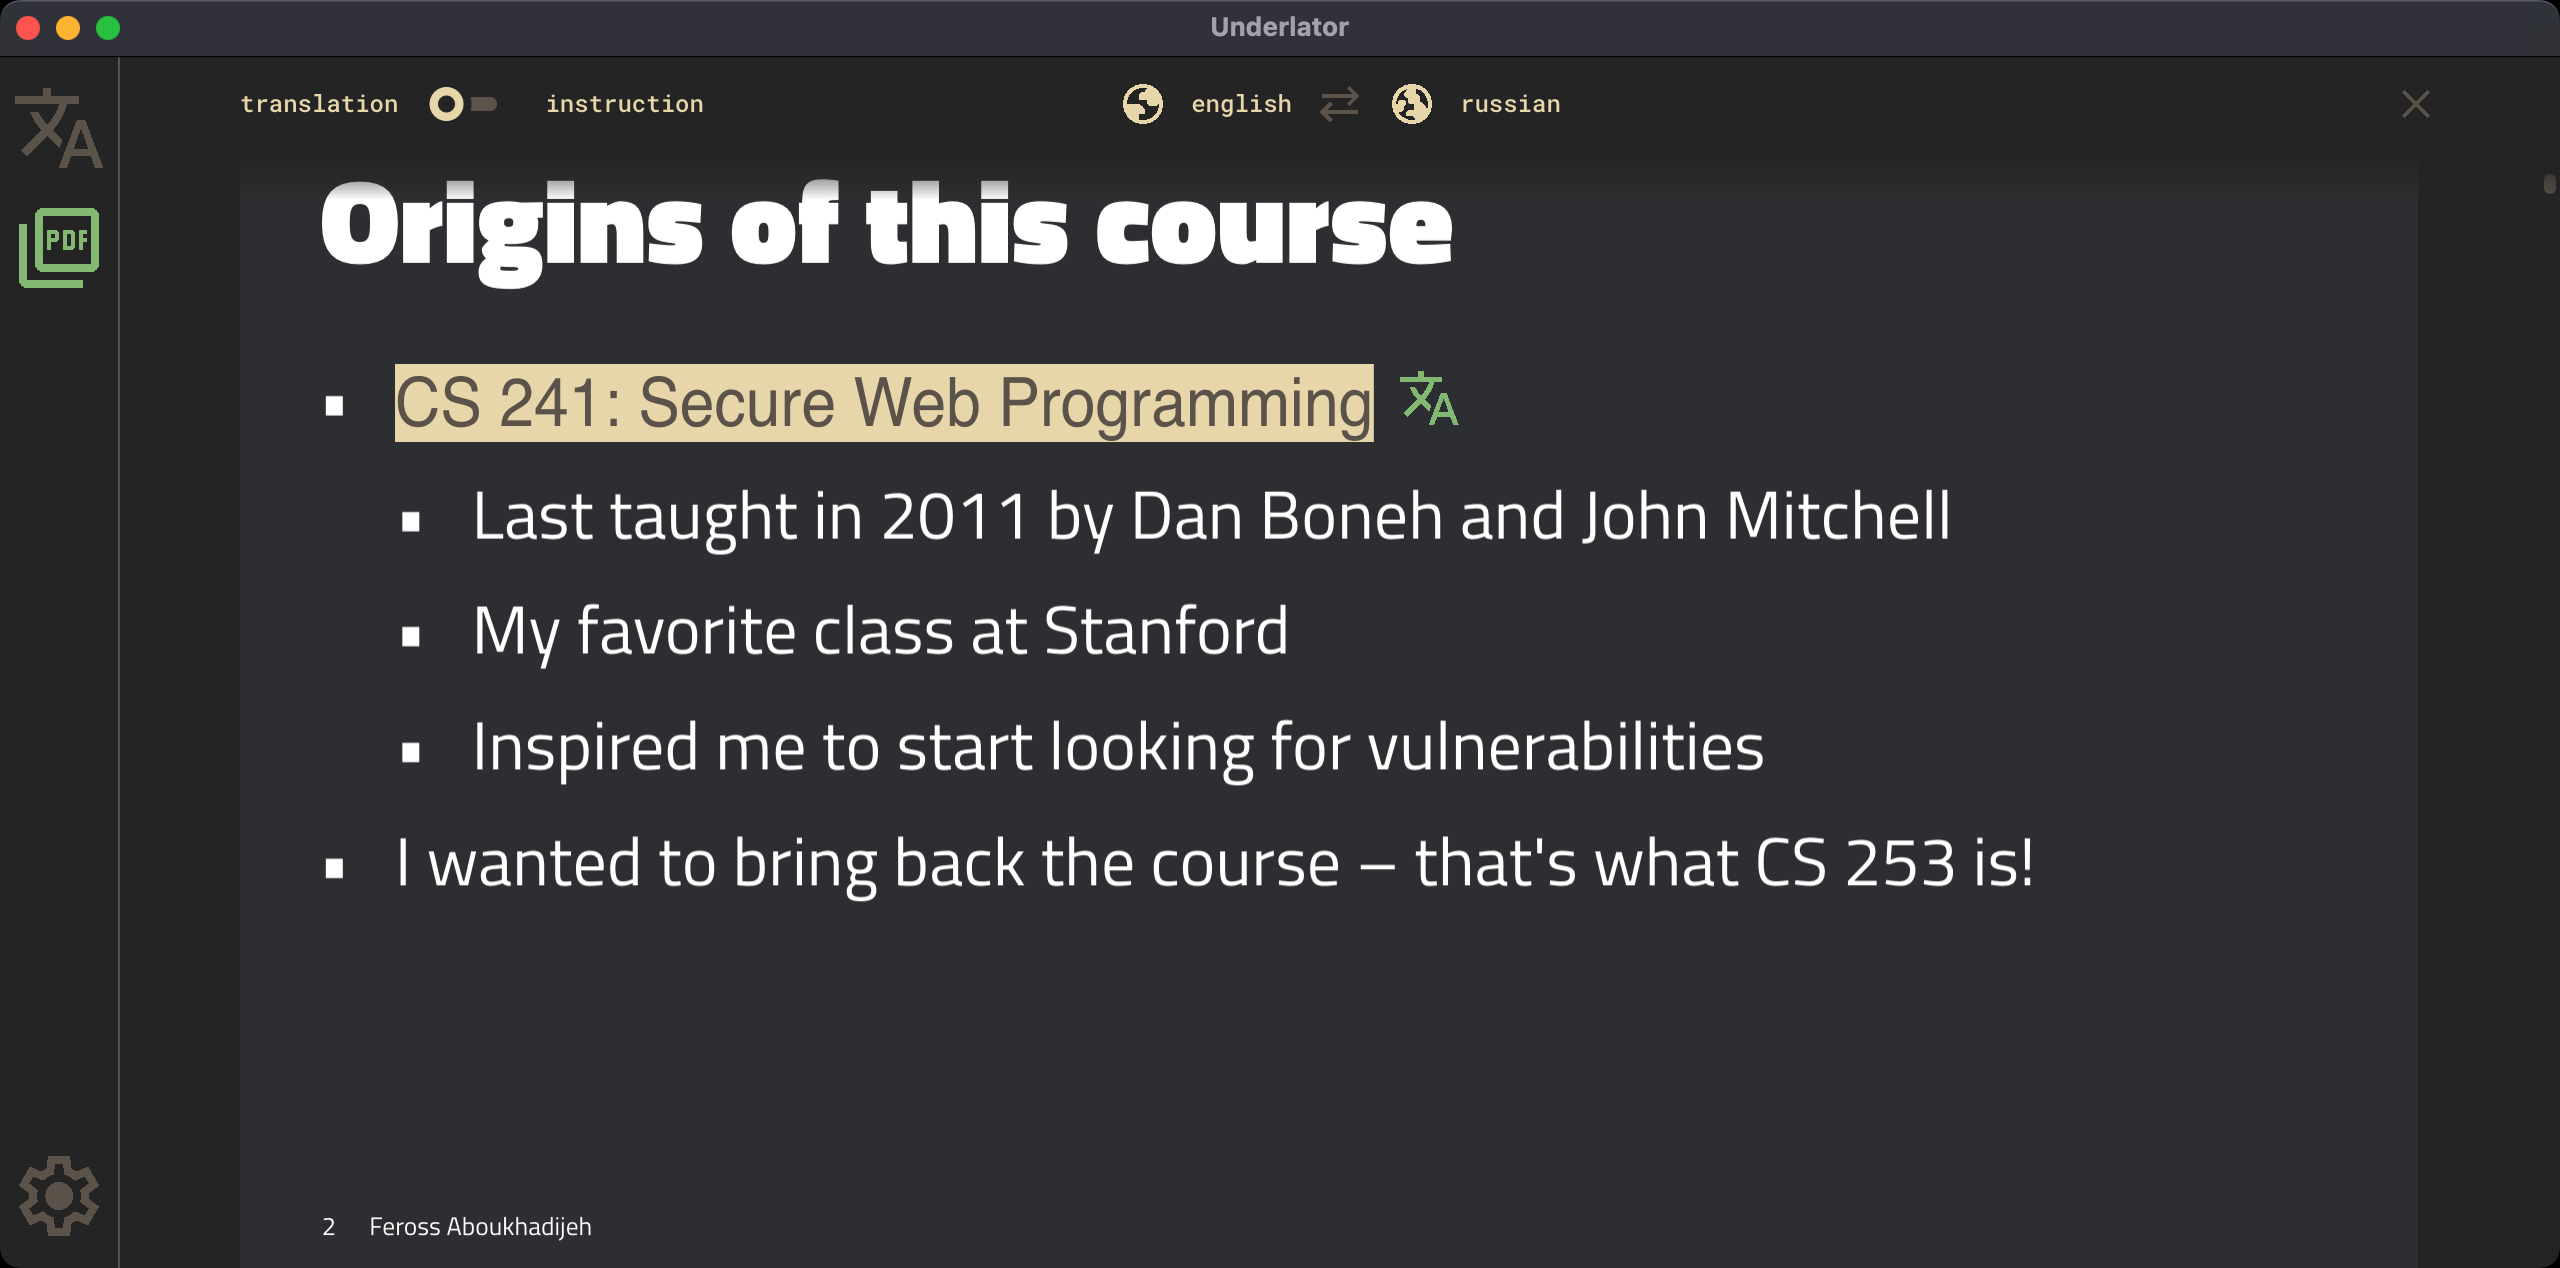 Underlator
translation instruction english russian
PDF
Origins of this course
▪ CS 241: Secure Web Programming
▪ Last taught in 2011 by Dan Boneh and John Mitchell
▪ My favorite class at Stanford
▪ Inspired me to start looking for vulnerabilities
▪ I wanted to bring back the course – that's what CS 253 is!
2 Feross Aboukhadijeh